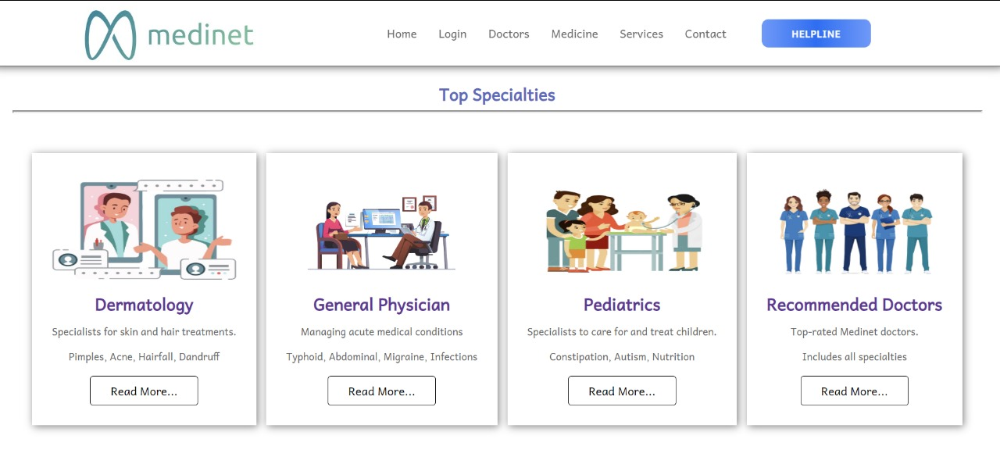 medinet
Home Login Doctors Medicine Services Contact HELPLINE
Top Specialties
Dermatology
Specialists for skin and hair treatments.
Pimples, Acne, Hairfall, Dandruff
Read More...
General Physician
Managing acute medical conditions
Typhoid, Abdominal, Migraine, Infections
Read More...
Pediatrics
Specialists to care for and treat children.
Constipation, Autism, Nutrition
Read More...
Recommended Doctors
Top-rated Medinet doctors.
Includes all specialties
Read More...